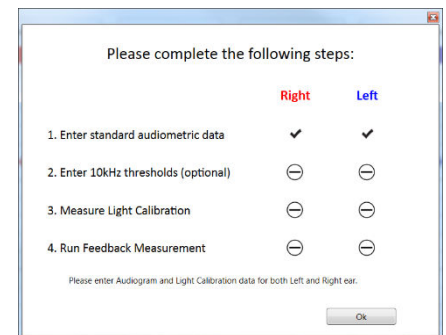 Please complete the following steps:
Right Left
1. Enter standard audiometric data
2. Enter 10kHz thresholds (optional)
3. Measure Light Calibration
4. Run Feedback Measurement
Please enter Audiogram and Light Calibration data for both Left and Right ear.
Ok